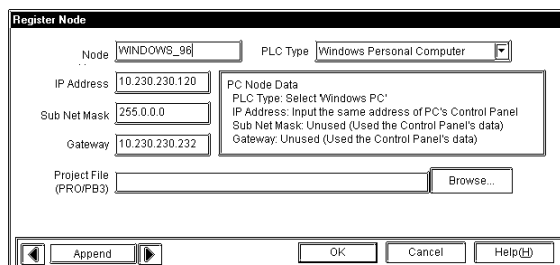 Register Node
Node WINDOWS_96 PLC Type Windows Personal Computer
IP Address 10.230.230.120
Sub Net Mask 255.0.0.0
Gateway 10.230.230.232
PC Node Data
PLC Type: Select 'Windows PC'
IP Address: Input the same address of PC's Control Panel
Sub Net Mask: Unused (Used the Control Panel's data)
Gateway: Unused (Used the Control Panel's data)
Project File
(PRO/PB3)
Browse...
Append OK Cancel Help(H)